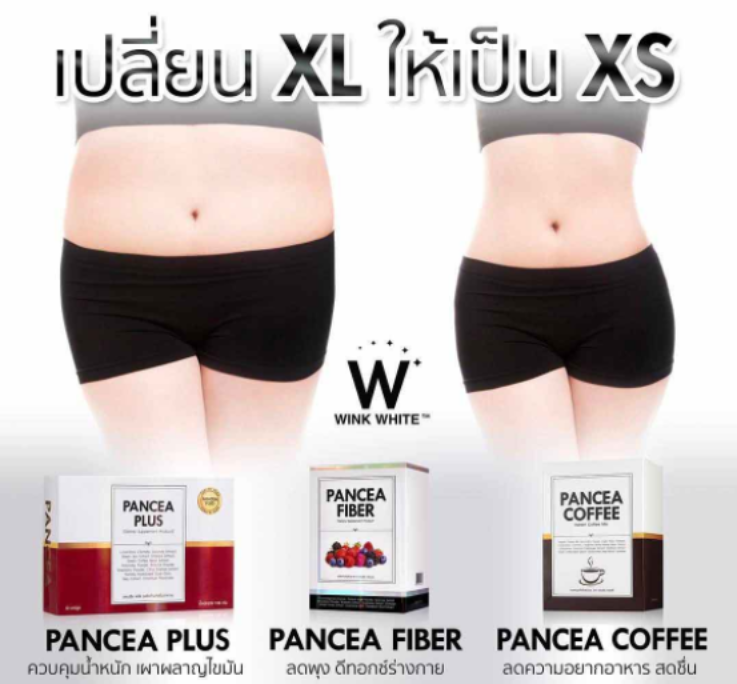 เปลี่ยน XL ให้เป็น XS
W
WINK WHITE™
PANCEA
PLUS
PANCEA
FIBER
PANCEA
COFFEE
PANCEA PLUS
ควบคุมน้ำหนัก เผาผลาญไขมัน
PANCEA FIBER
ลดพุง ดีทอกซ์ร่างกาย
PANCEA COFFEE
ลดความอยากอาหาร สดชื่น